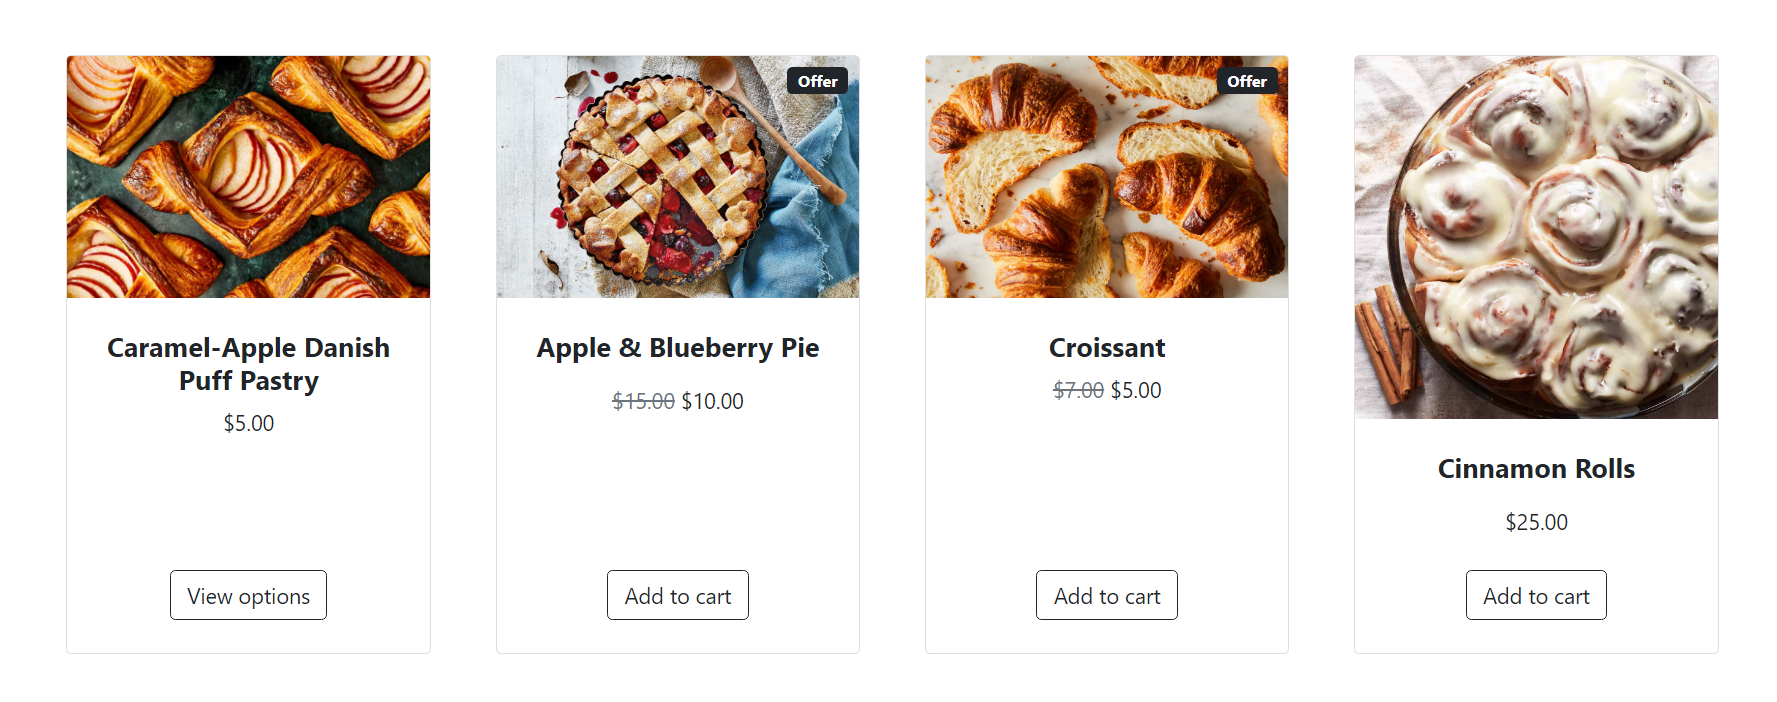 Caramel-Apple Danish
Puff Pastry
$5.00
View options
Offer
Apple & Blueberry Pie
$15.00 $10.00
Add to cart
Offer
Croissant
$7.00 $5.00
Add to cart
Cinnamon Rolls
$25.00
Add to cart